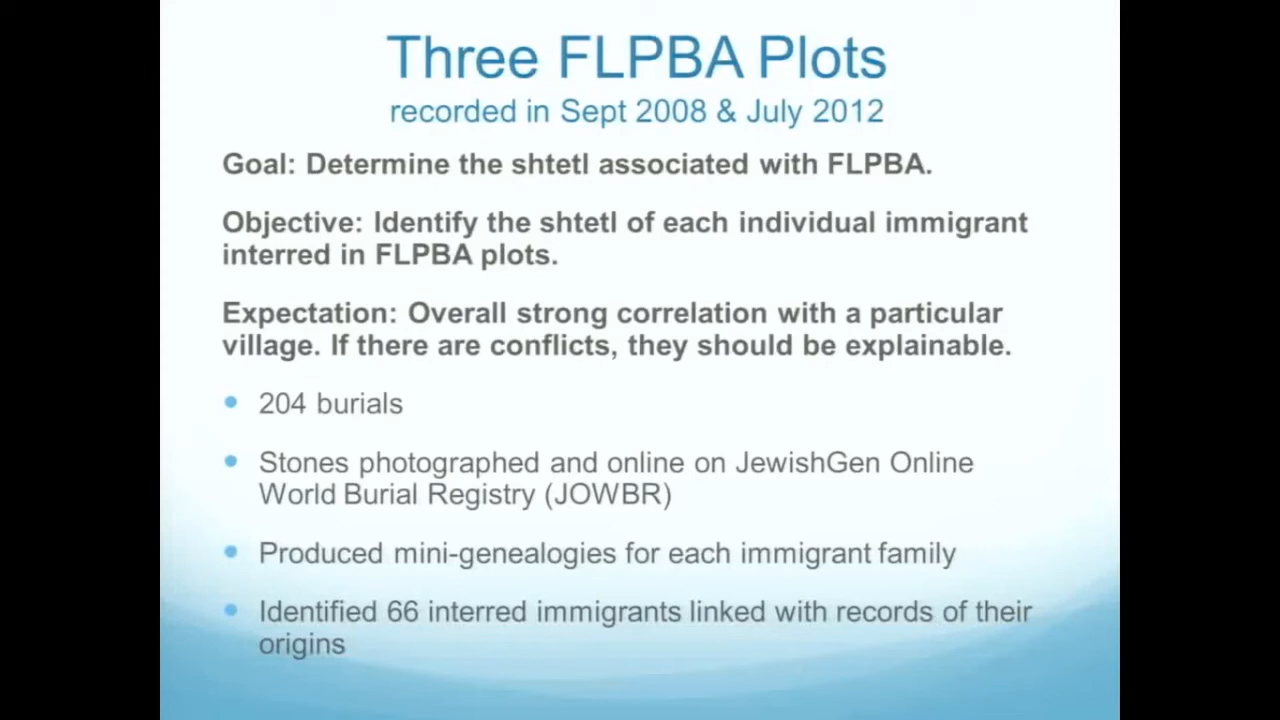 Three FLPBA Plots
recorded in Sept 2008 & July 2012
Goal: Determine the shtetl associated with FLPBA.
Objective: Identify the shtetl of each individual immigrant
interred in FLPBA plots.
Expectation: Overall strong correlation with a particular
village. If there are conflicts, they should be explainable.
• 204 burials
• Stones photographed and online on JewishGen Online
World Burial Registry (JOWBR)
• Produced mini-genealogies for each immigrant family
• Identified 66 interred immigrants linked with records of their
origins